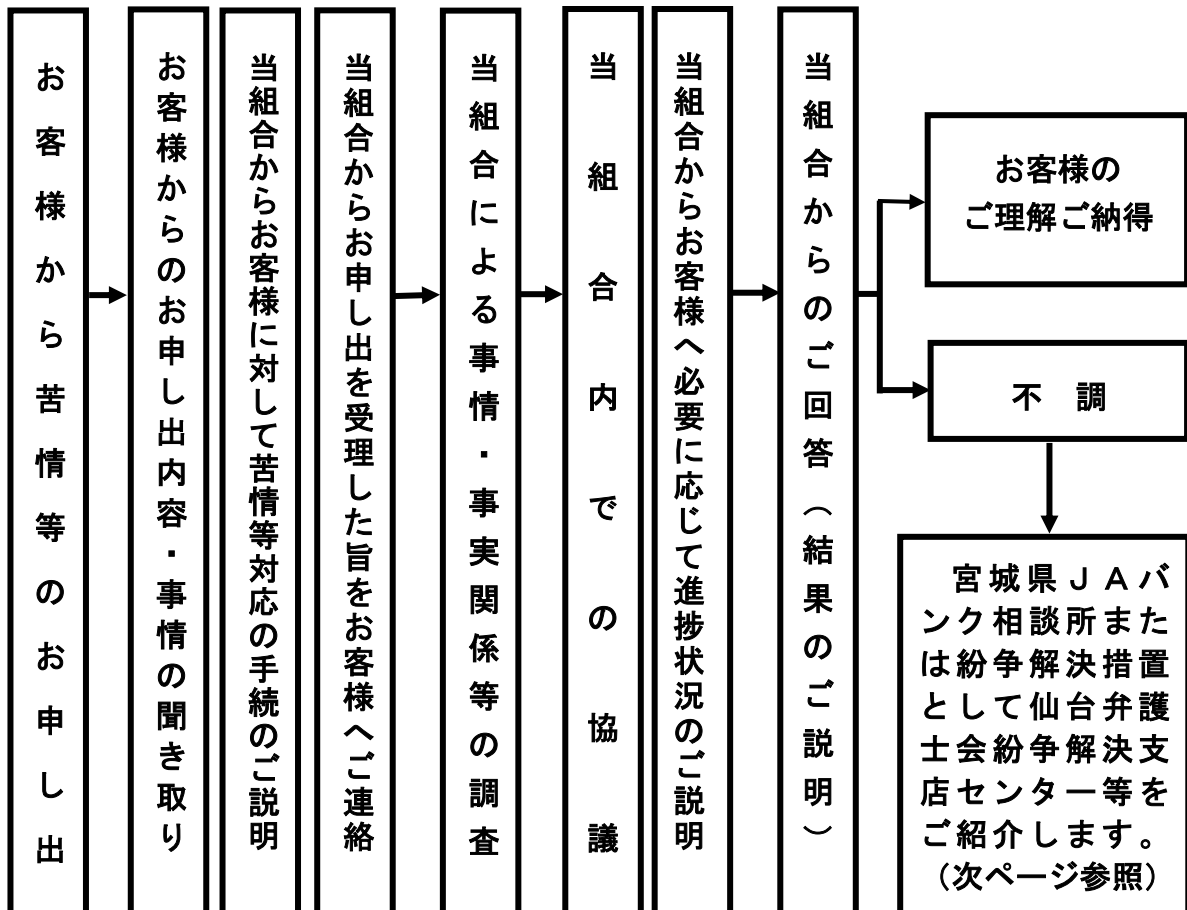 お客様から苦情等のお申し出
お客様からのお申し出内容・事情の聞き取り
当組合からお客様に対して苦情等対応の手続のご説明
当組合からお申し出を受理した旨をお客様へご連絡
当組合による事情・事実関係等の調査
当組合内での協議
当組合からお客様へ必要に応じて進捗状況のご説明
当組合からのご回答（結果のご説明）
お客様の
ご理解ご納得
不　調
宮城県ＪＡバ
ンク相談所また
は紛争解決措置
として仙台弁護
士会紛争解決支
店センター等を
ご紹介します。
（次ページ参照）